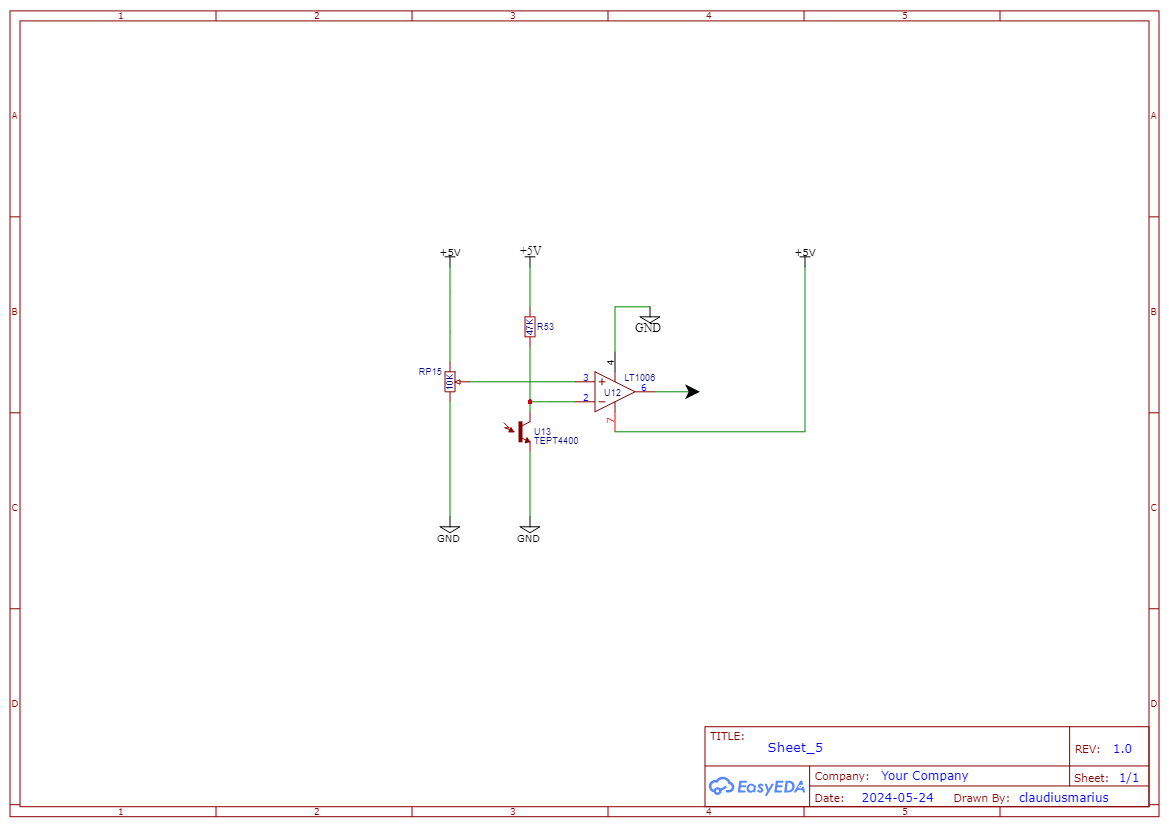 1 2 3 4 5
A A
+5V +5V +5V
B B
GND
47K R53
RP15 10K
3 LT1006
4
U12 6
2
7
U13
TEPT4400
C C
GND GND
D D
TITLE:
Sheet_5
REV: 1.0
EasyEDA
Company: Your Company
Sheet: 1/1
Date: 2024-05-24 Drawn By: claudiusmarius
1 2 3 4 5